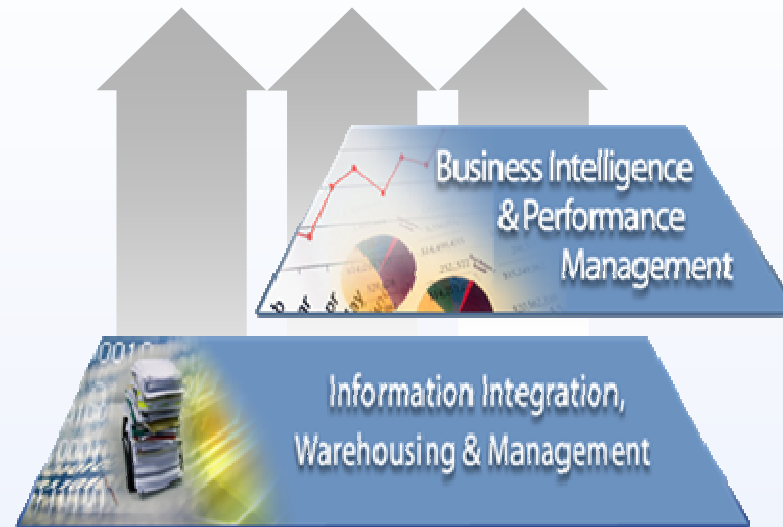 Business Intelligence
& Performance
Management
Information Integration,
Warehousing & Management